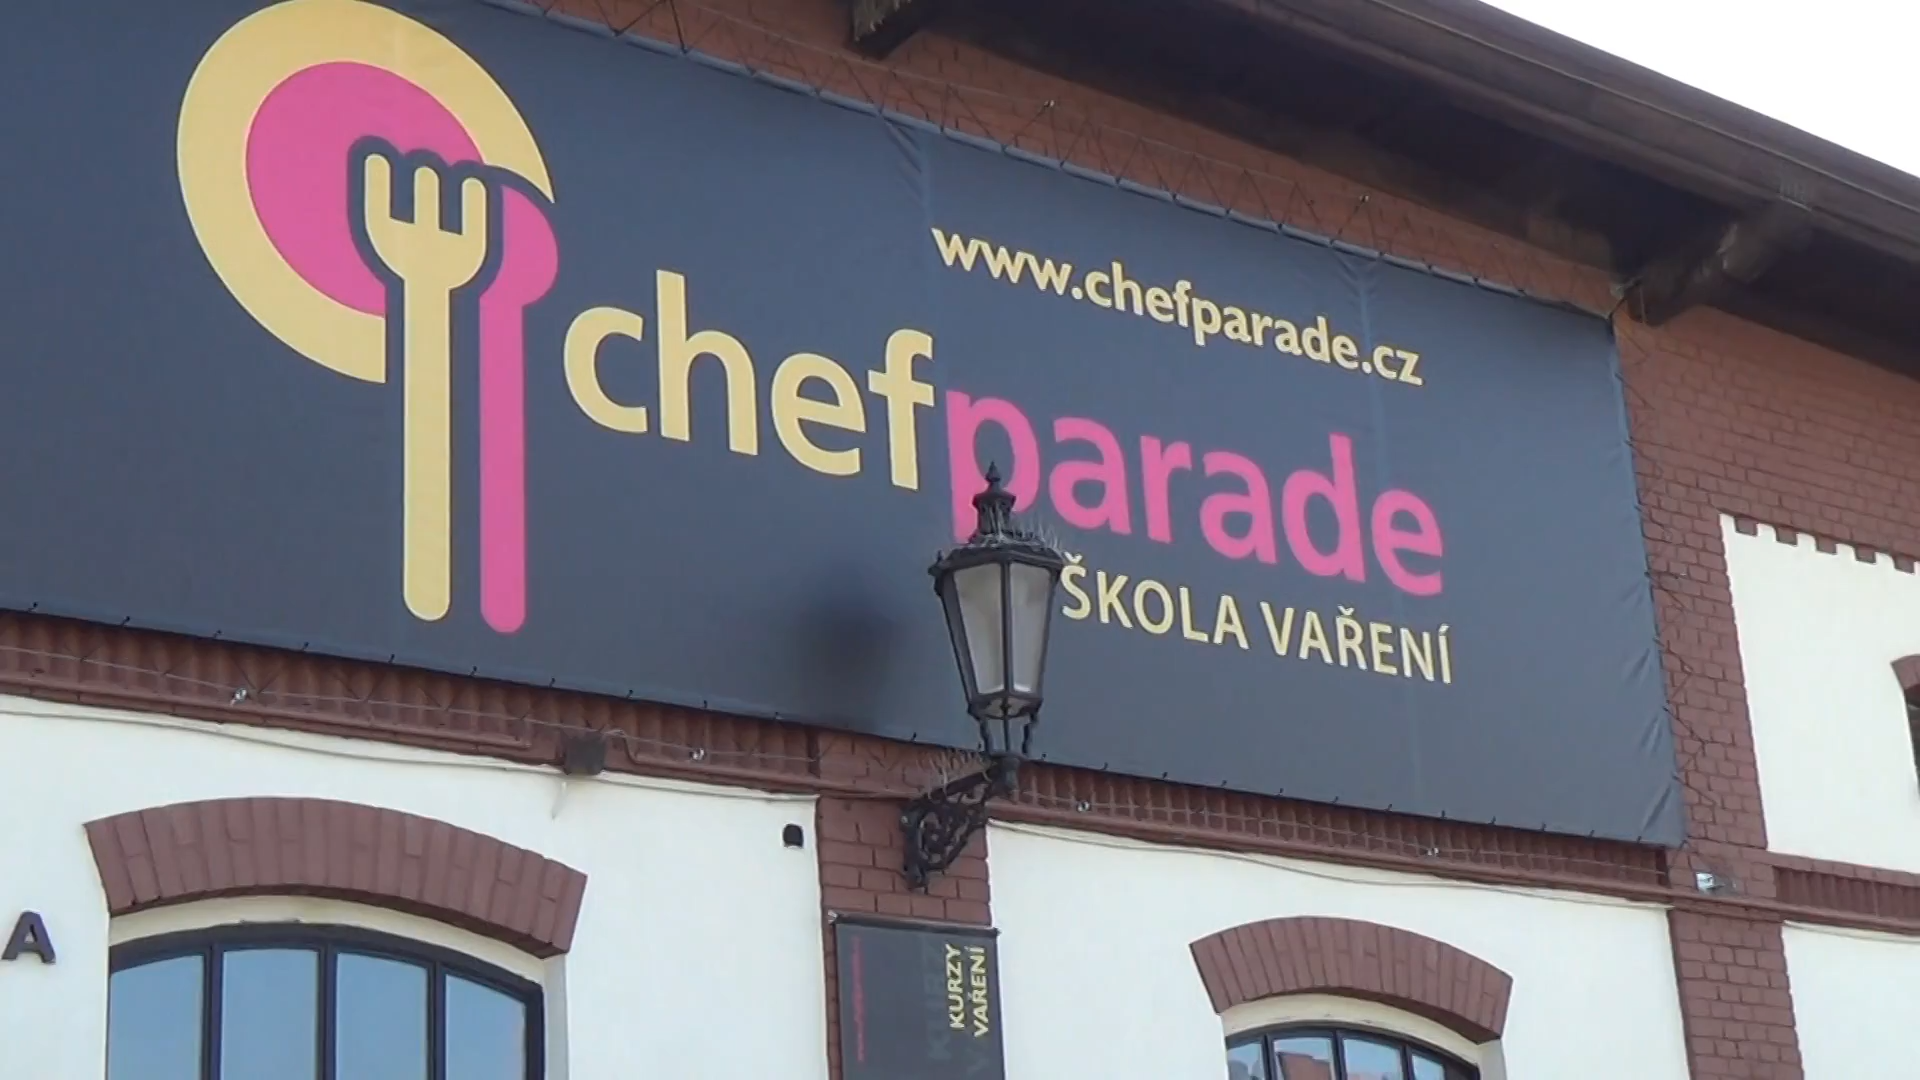 www.chefparade.cz
chefparade
ŠKOLA VAŘENÍ
A
KURZY
VAŘENÍ